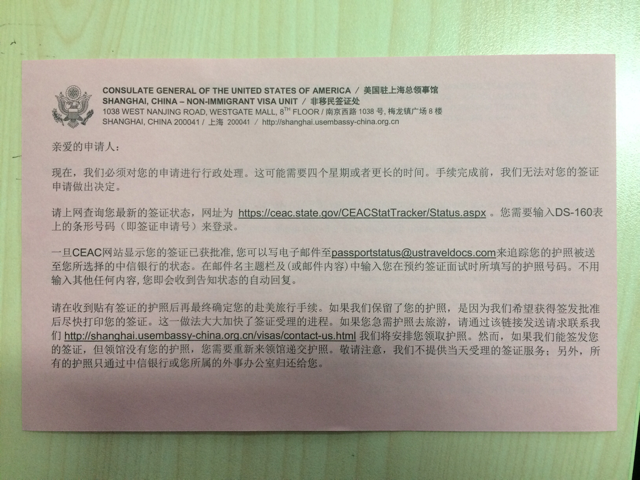 CONSULATE GENERAL OF THE UNITED STATES OF AMERICA / 美国驻上海总领事馆
SHANGHAI, CHINA – NON-IMMIGRANT VISA UNIT / 非移民签证处
1038 WEST NANJING ROAD, WESTGATE MALL, 8TH FLOOR / 南京西路 1038 号, 梅龙镇广场 8 楼
SHANGHAI, CHINA 200041 / 上海 200041 / http://shanghai.usembassy-china.org.cn
亲爱的申请人：
现在，我们必须对您的申请进行行政处理。这可能需要四个星期或者更长的时间。手续完成前，我们无法对您的签证
申请做出决定。
请上网查询您最新的签证状态，网址为 https://ceac.state.gov/CEACStatTracker/Status.aspx 。您需要输入DS-160表
上的条形号码（即签证申请号）来登录。
一旦CEAC网站显示您的签证已获批准,您可以写电子邮件至passportstatus@ustraveldocs.com来追踪您的护照被送
至您所选择的中信银行的状态。在邮件名主题栏及(或邮件内容)中输入您在预约签证面试时所填写的护照号码。不用
输入其他任何内容, 您即会收到告知状态的自动回复。
请在收到贴有签证的护照后再最终确定您的赴美旅行手续。如果我们保留了您的护照，是因为我们希望获得签发批准
后尽快打印您的签证。这一做法大大加快了签证受理的进程。如果您急需护照去旅游，请通过该链接发送请求联系我
们 http://shanghai.usembassy-china.org.cn/visas/contact-us.html 我们将安排您领取护照。然而，如果我们能签发您
的签证，但领馆没有您的护照，您需要重新来领馆递交护照。敬请注意，我们不提供当天受理的签证服务；另外，所
有的护照只通过中信银行或您所属的外事办公室归还给您。